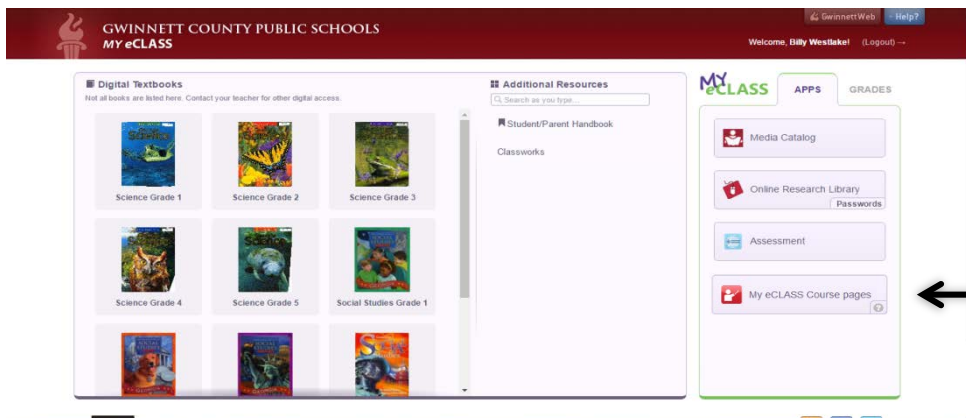 GwinnettWeb
Help?
GWINNETT COUNTY PUBLIC SCHOOLS
MY eCLASS
Welcome, Billy Westlake! (Logout) →
Digital Textbooks
Not all books are listed here. Contact your teacher for other digital access.
Science Grade 1
Science Grade 2
Science Grade 3
Science Grade 4
Science Grade 5
Social Studies Grade 1
Additional Resources
Search as you type...
Student/Parent Handbook
Classworks
MY eCLASS
APPS
GRADES
Media Catalog
Online Research Library
Passwords
Assessment
My eCLASS Course pages
?